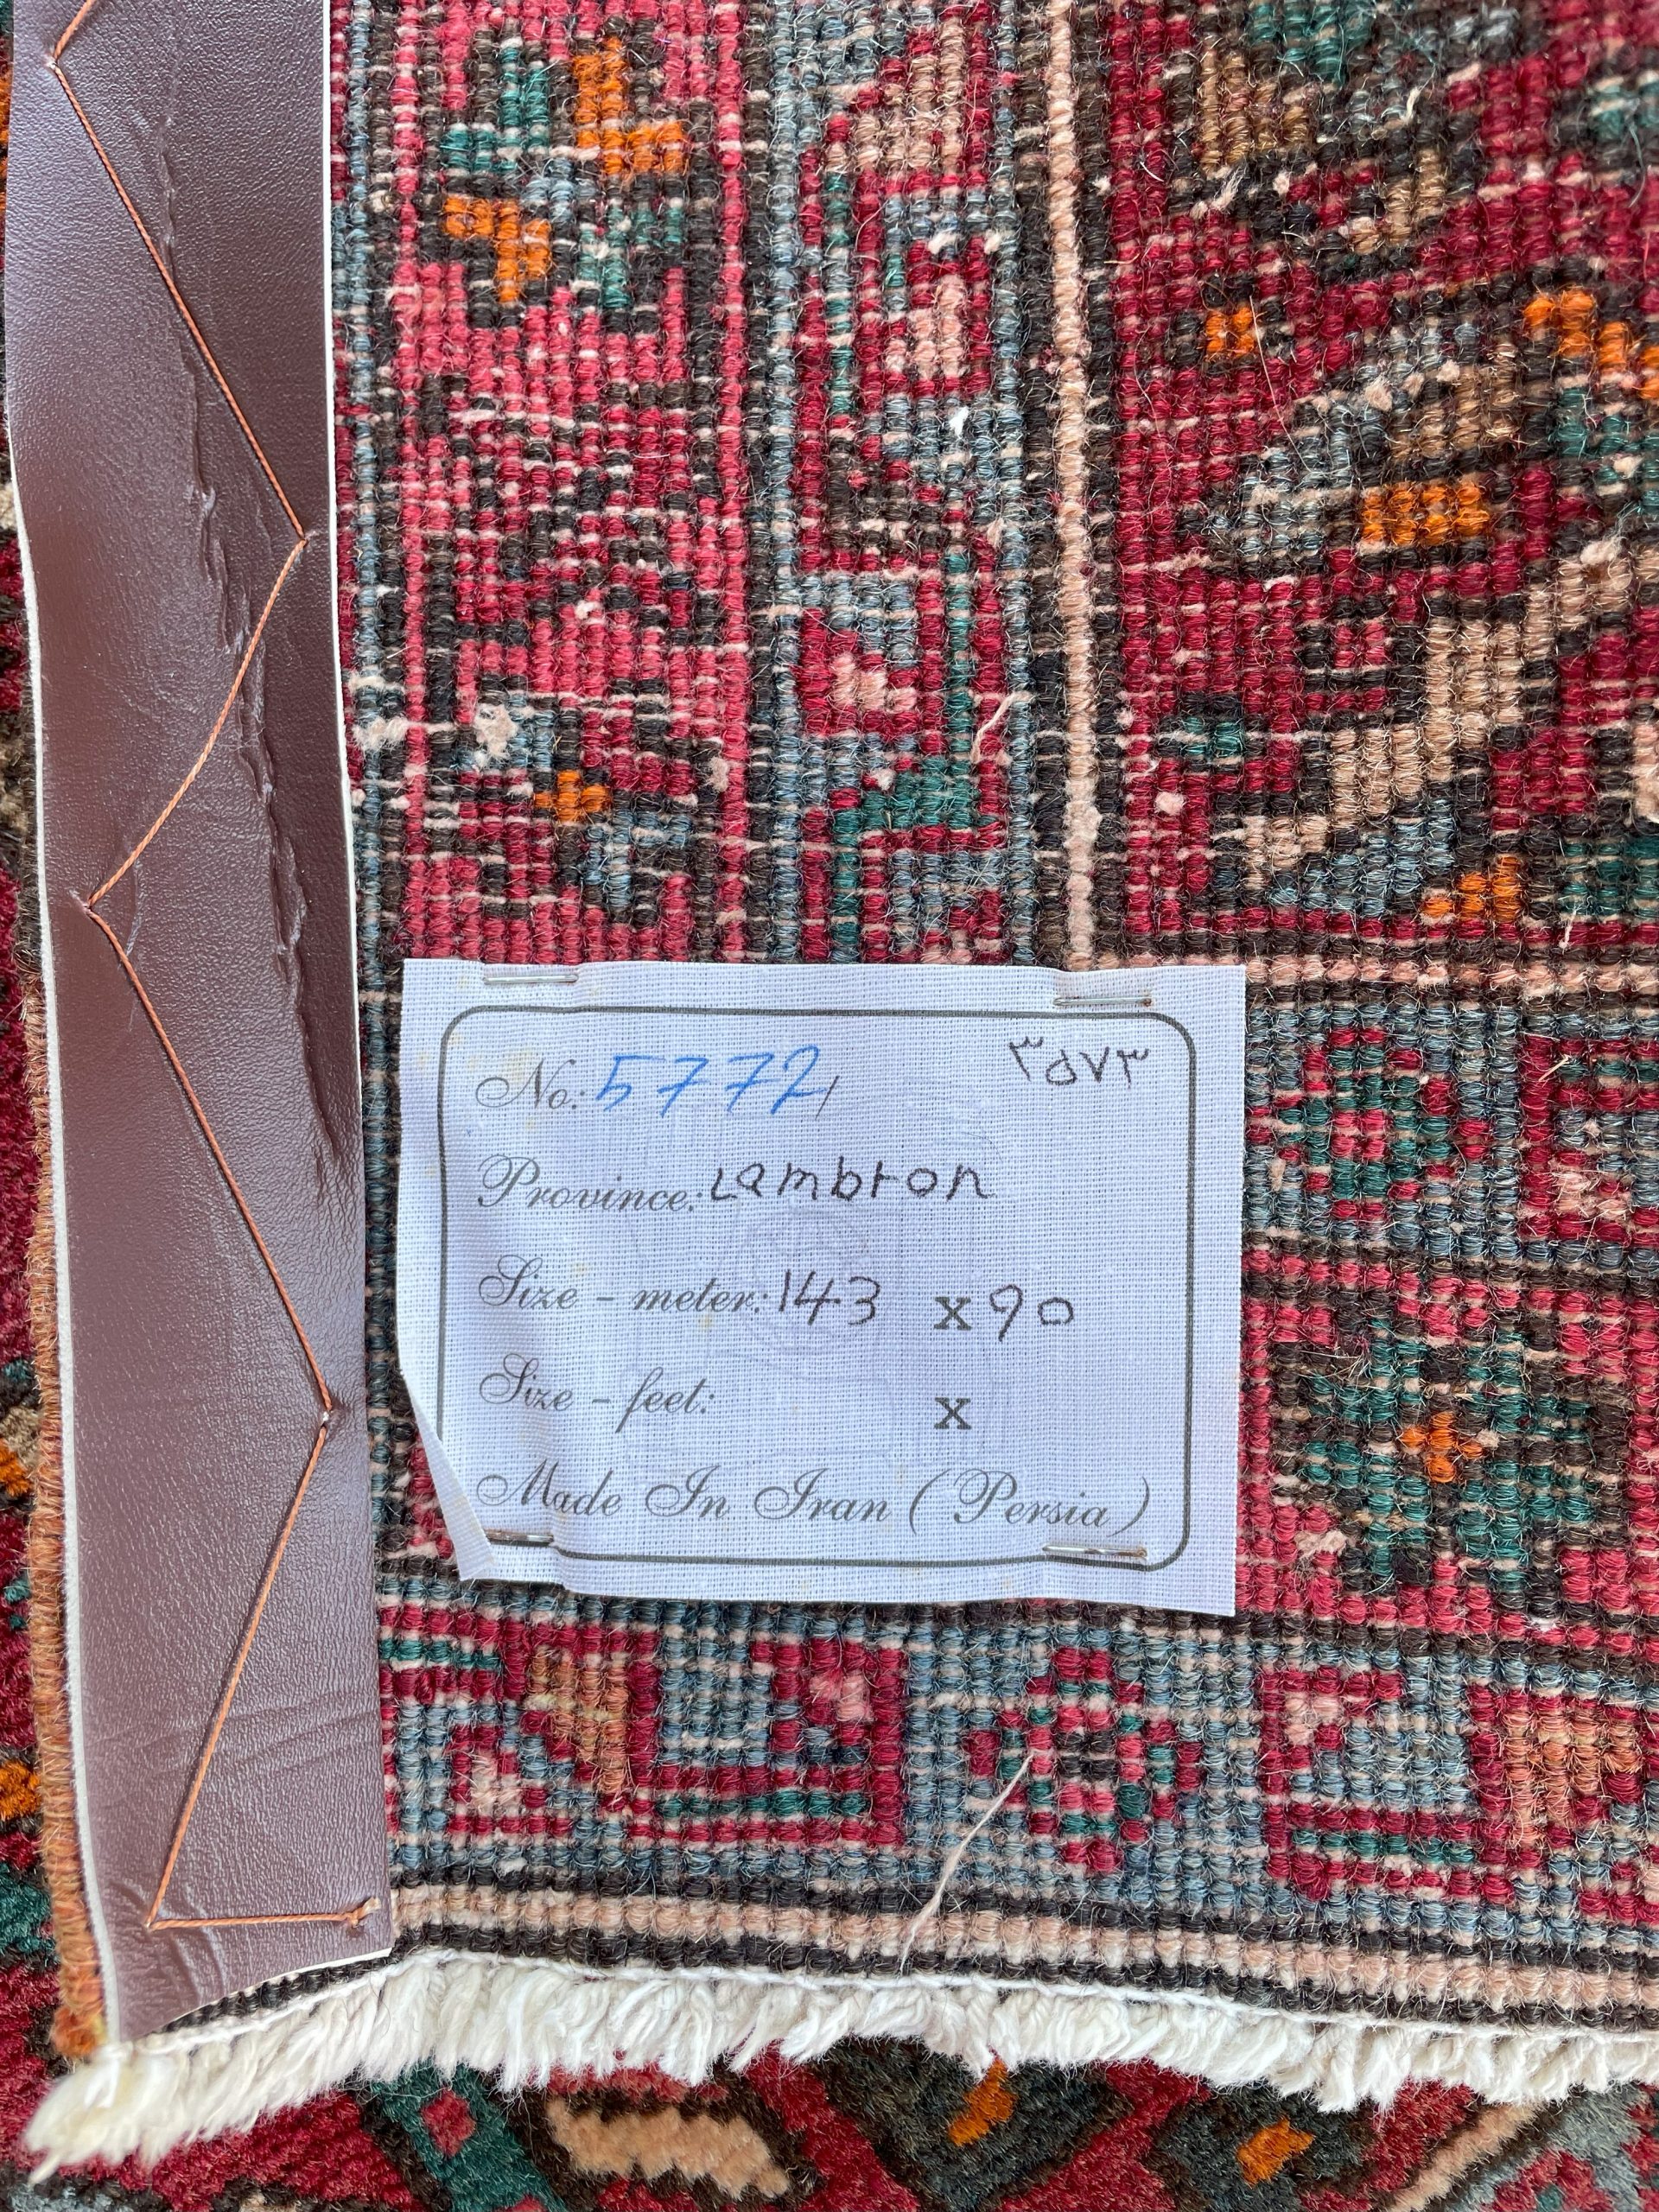 No: 5772/ ۳۵۷۳
Province: Lambron
Size - meter: 143 x 90
Size - feet: x
Made In Iran (Persia)